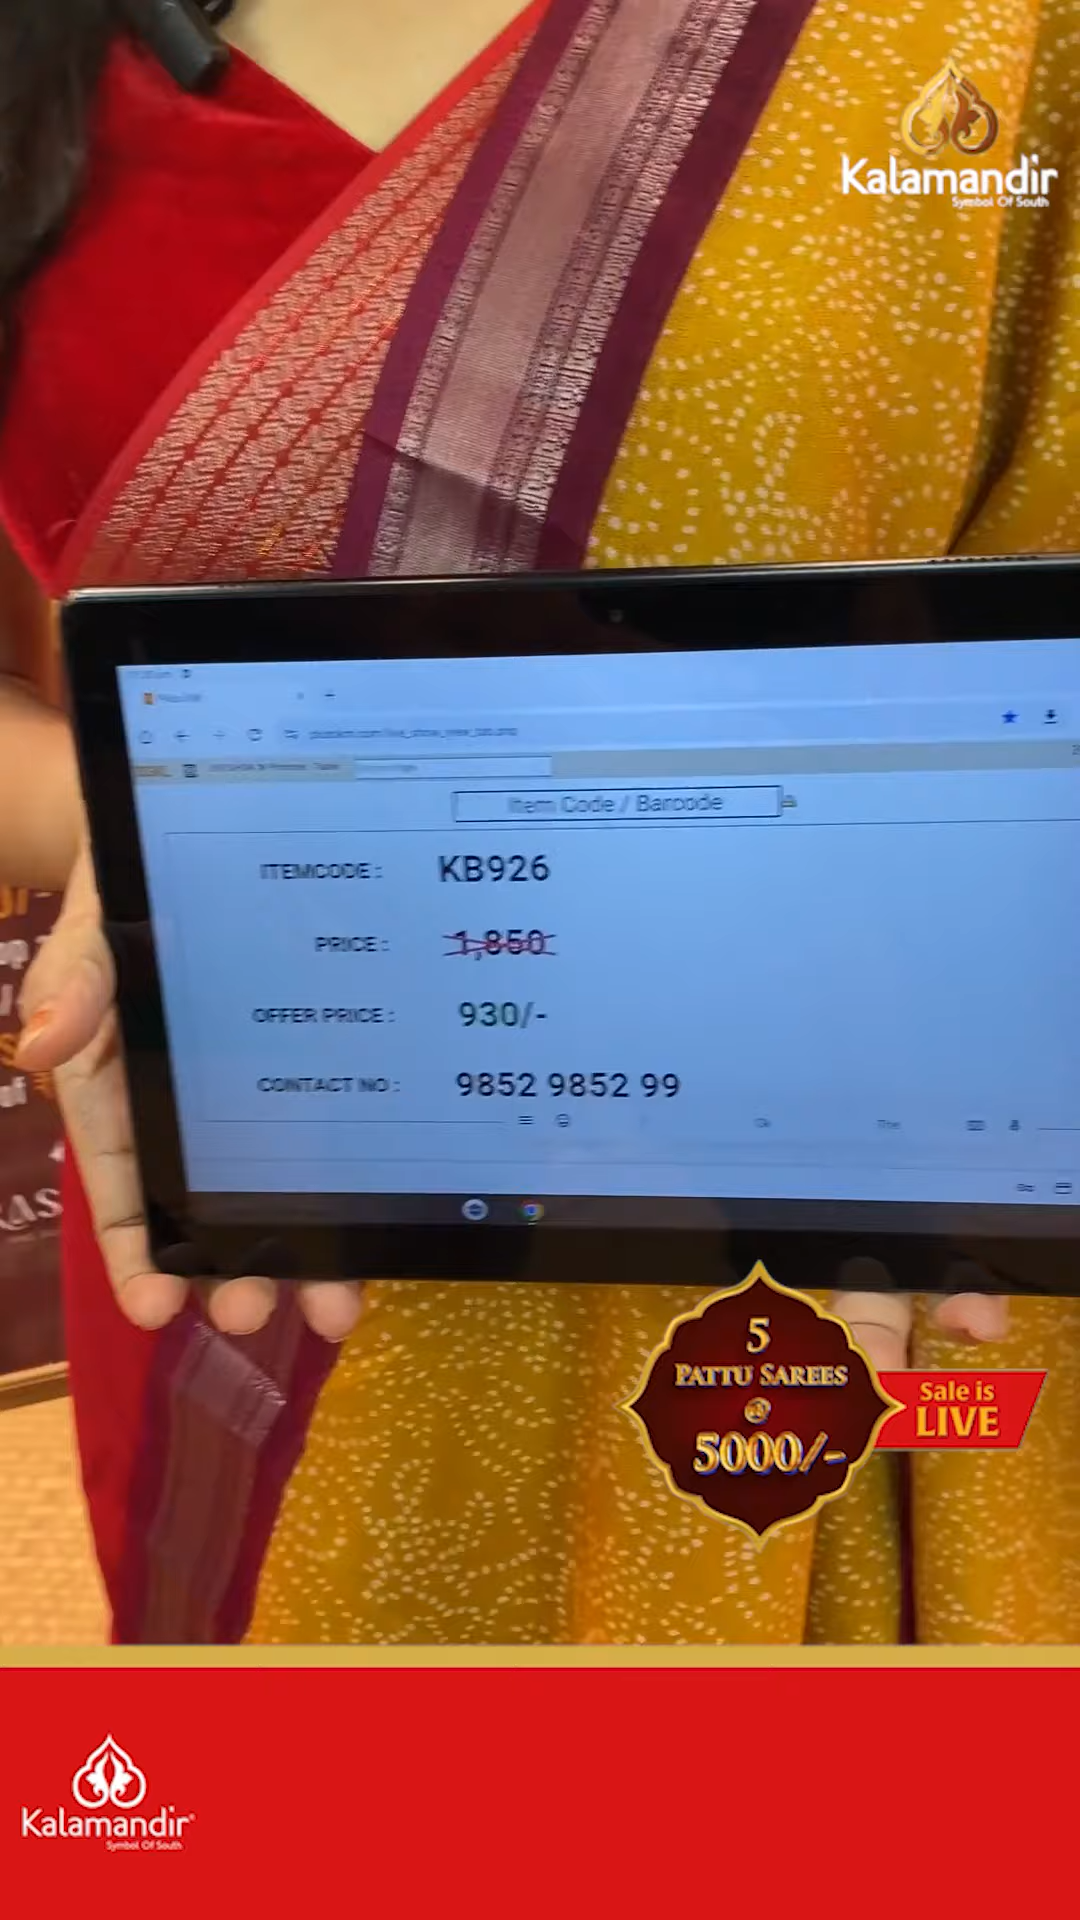 Kalamandir
Symbol Of South
Item Code / Barcode
ITEMCODE : KB926
PRICE : 1,850
OFFER PRICE : 930/-
CONTACT NO : 9852 9852 99
5
PATTU SAREES
@
5000/-
Sale is
LIVE
Kalamandir
Symbol Of South